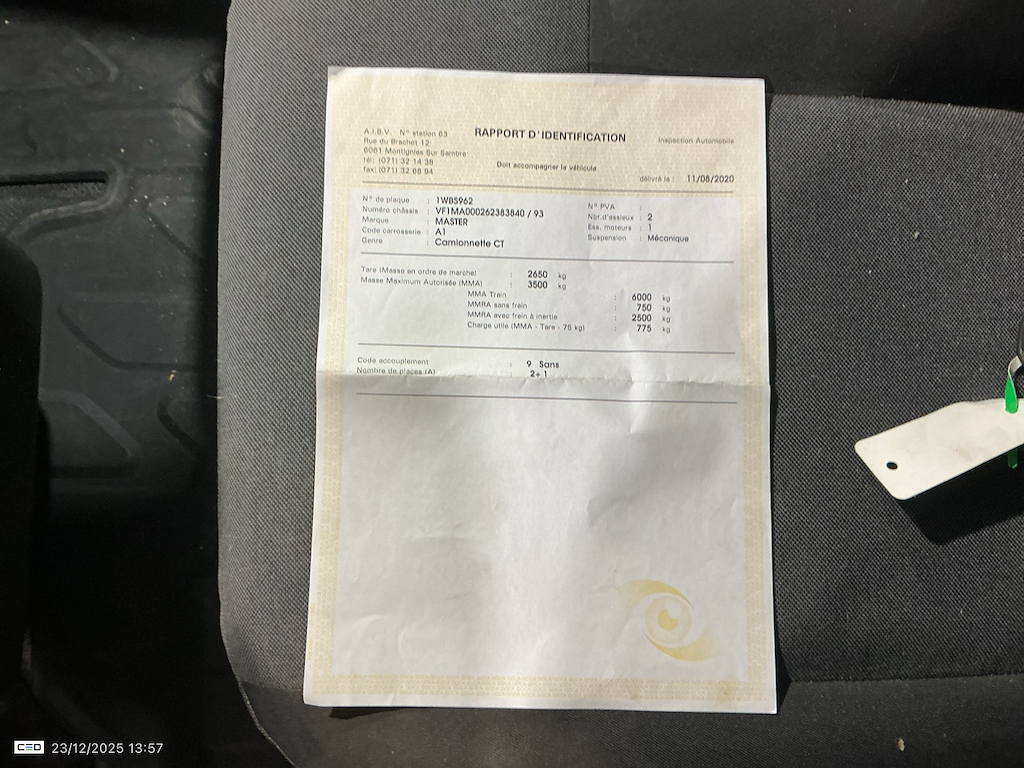 A.I.B.V. N° station 63
Rue du Brachot 12
6061 Montignies Sur Sambre
tél: (071) 32 14 38
fax: (071) 32 68 94
RAPPORT D'IDENTIFICATION
Doit accompagner le véhicule
Inspection Automobile
délivré le : 11/08/2020
N° de plaque : 1WBS962
Numéro châssis : VF1MA000262383840 / 93
Marque : MASTER
Code carrosserie : A1
Genre : Camionnette CT
N° PVA :
Nbr.d'essieux : 2
Ess. moteurs : 1
Suspension : Mécanique
Tare (Masse en ordre de marche) : 2650 kg
Masse Maximum Autorisée (MMA) : 3500 kg
MMA Train : 6000 kg
MMRA sans frein : 750 kg
MMRA avec frein à inertie : 2500 kg
Charge utile (MMA - Tare - 75 kg) : 775 kg
Code accouplement : 9 Sans
Nombre de places (A) : 2+ 1
CEO 23/12/2025 13:57